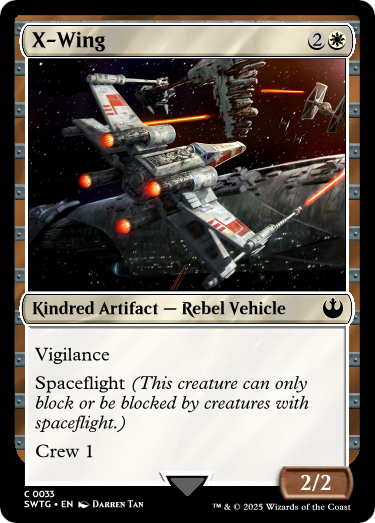 X-Wing 2
Kindred Artifact — Rebel Vehicle
Vigilance
Spaceflight (This creature can only
block or be blocked by creatures with
spaceflight.)
Crew 1
2/2
C 0033
SWTG • EN Darren Tan
™ & © 2025 Wizards of the Coast